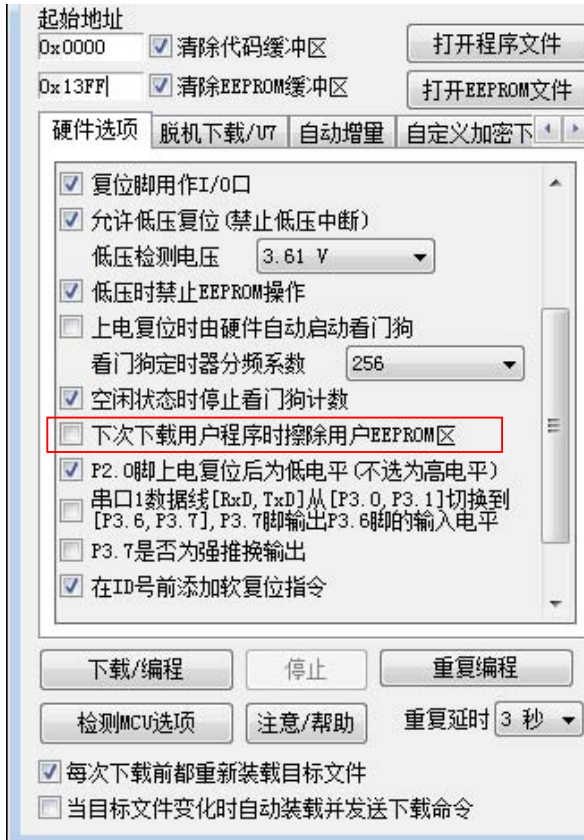 起始地址
0x0000 清除代码缓冲区 打开程序文件
0x13FF 清除EEPROM缓冲区 打开EEPROM文件
硬件选项 脱机下载/U7 自动增量 自定义加密下
复位脚用作I/O口
允许低压复位(禁止低压中断)
低压检测电压 3.61 V
低压时禁止EEPROM操作
上电复位时由硬件自动启动看门狗
看门狗定时器分频系数 256
空闲状态时停止看门狗计数
下次下载用户程序时擦除用户EEPROM区
P2.0脚上电复位后为低电平(不选为高电平)
串口1数据线[RxD,TxD]从[P3.0,P3.1]切换到
[P3.6,P3.7],P3.7脚输出P3.6脚的输入电平
P3.7是否为强推换输出
在ID号前添加软复位指令
下载/编程 停止 重复编程
检测MCU选项 注意/帮助 重复延时 3 秒
每次下载前都重新装载目标文件
当目标文件变化时自动装载并发送下载命令